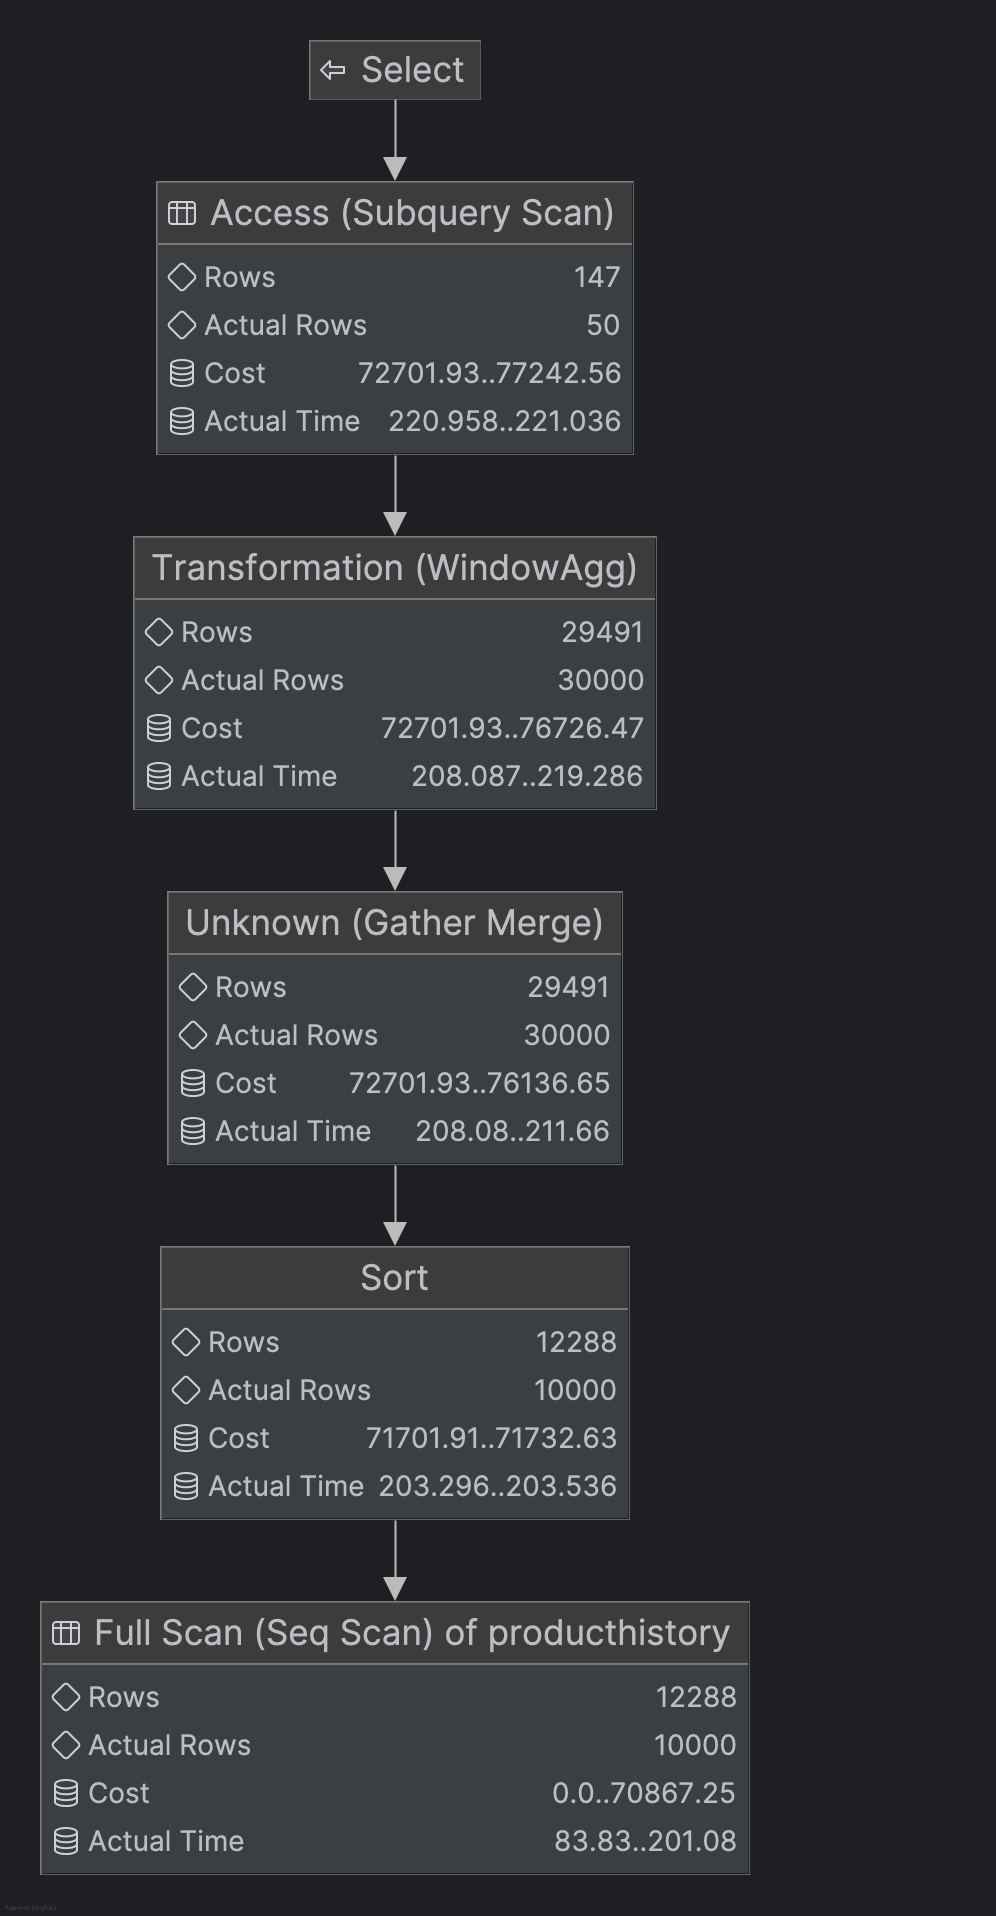 Select
Access (Subquery Scan)
Rows 147
Actual Rows 50
Cost 72701.93..77242.56
Actual Time 220.958..221.036
Transformation (WindowAgg)
Rows 29491
Actual Rows 30000
Cost 72701.93..76726.47
Actual Time 208.087..219.286
Unknown (Gather Merge)
Rows 29491
Actual Rows 30000
Cost 72701.93..76136.65
Actual Time 208.08..211.66
Sort
Rows 12288
Actual Rows 10000
Cost 71701.91..71732.63
Actual Time 203.296..203.536
Full Scan (Seq Scan) of producthistory
Rows 12288
Actual Rows 10000
Cost 0.0..70867.25
Actual Time 83.83..201.08
Powered by yFiles